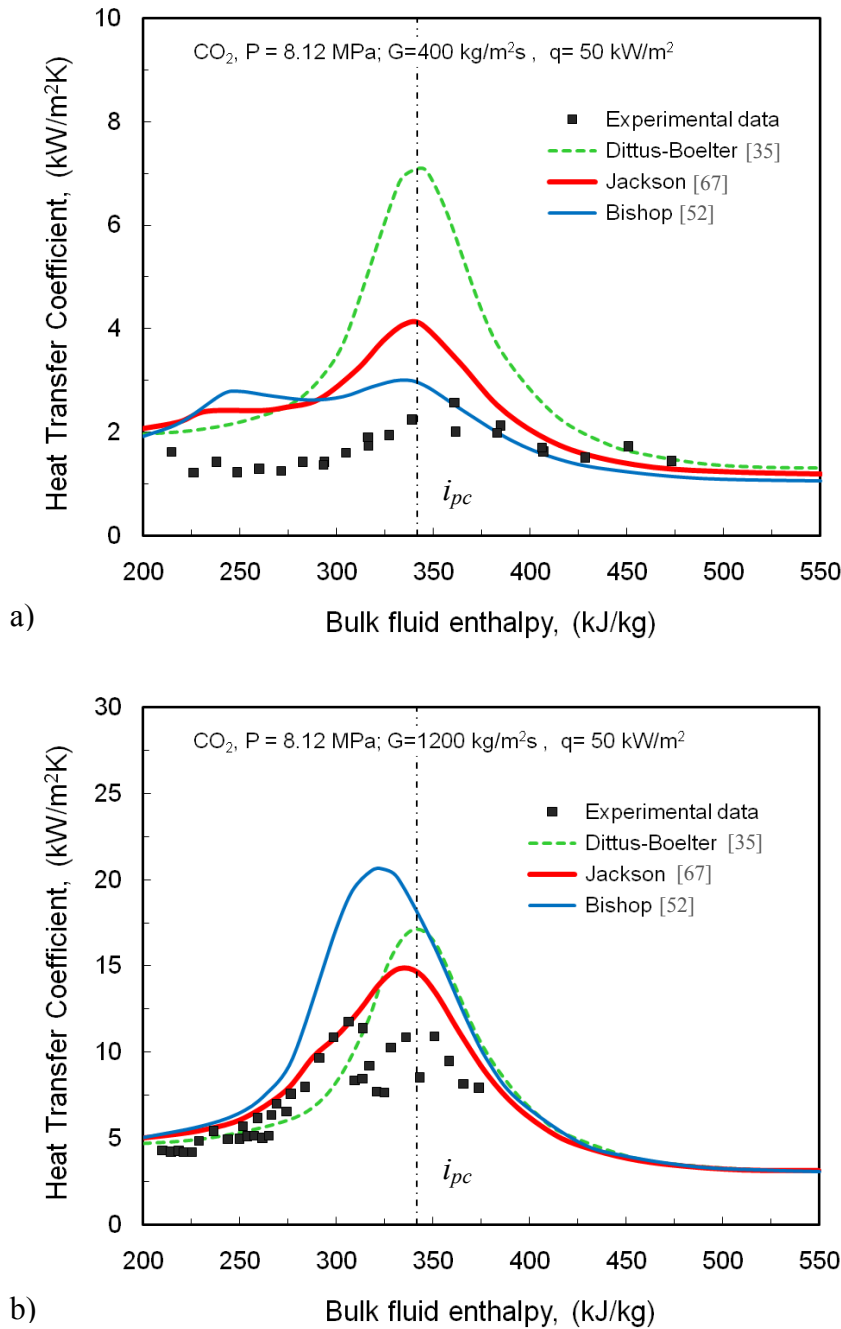 10
8
6
4
2
0
Heat Transfer Coefficient, (kW/m²K)
CO₂, P = 8.12 MPa; G=400 kg/m²s , q= 50 kW/m²
Experimental data
Dittus-Boelter [35]
Jackson [67]
Bishop [52]
iₚc
200 250 300 350 400 450 500 550
a)
Bulk fluid enthalpy, (kJ/kg)
30
25
20
15
10
5
0
Heat Transfer Coefficient, (kW/m²K)
CO₂, P = 8.12 MPa; G=1200 kg/m²s , q= 50 kW/m²
Experimental data
Dittus-Boelter [35]
Jackson [67]
Bishop [52]
iₚc
200 250 300 350 400 450 500 550
b)
Bulk fluid enthalpy, (kJ/kg)